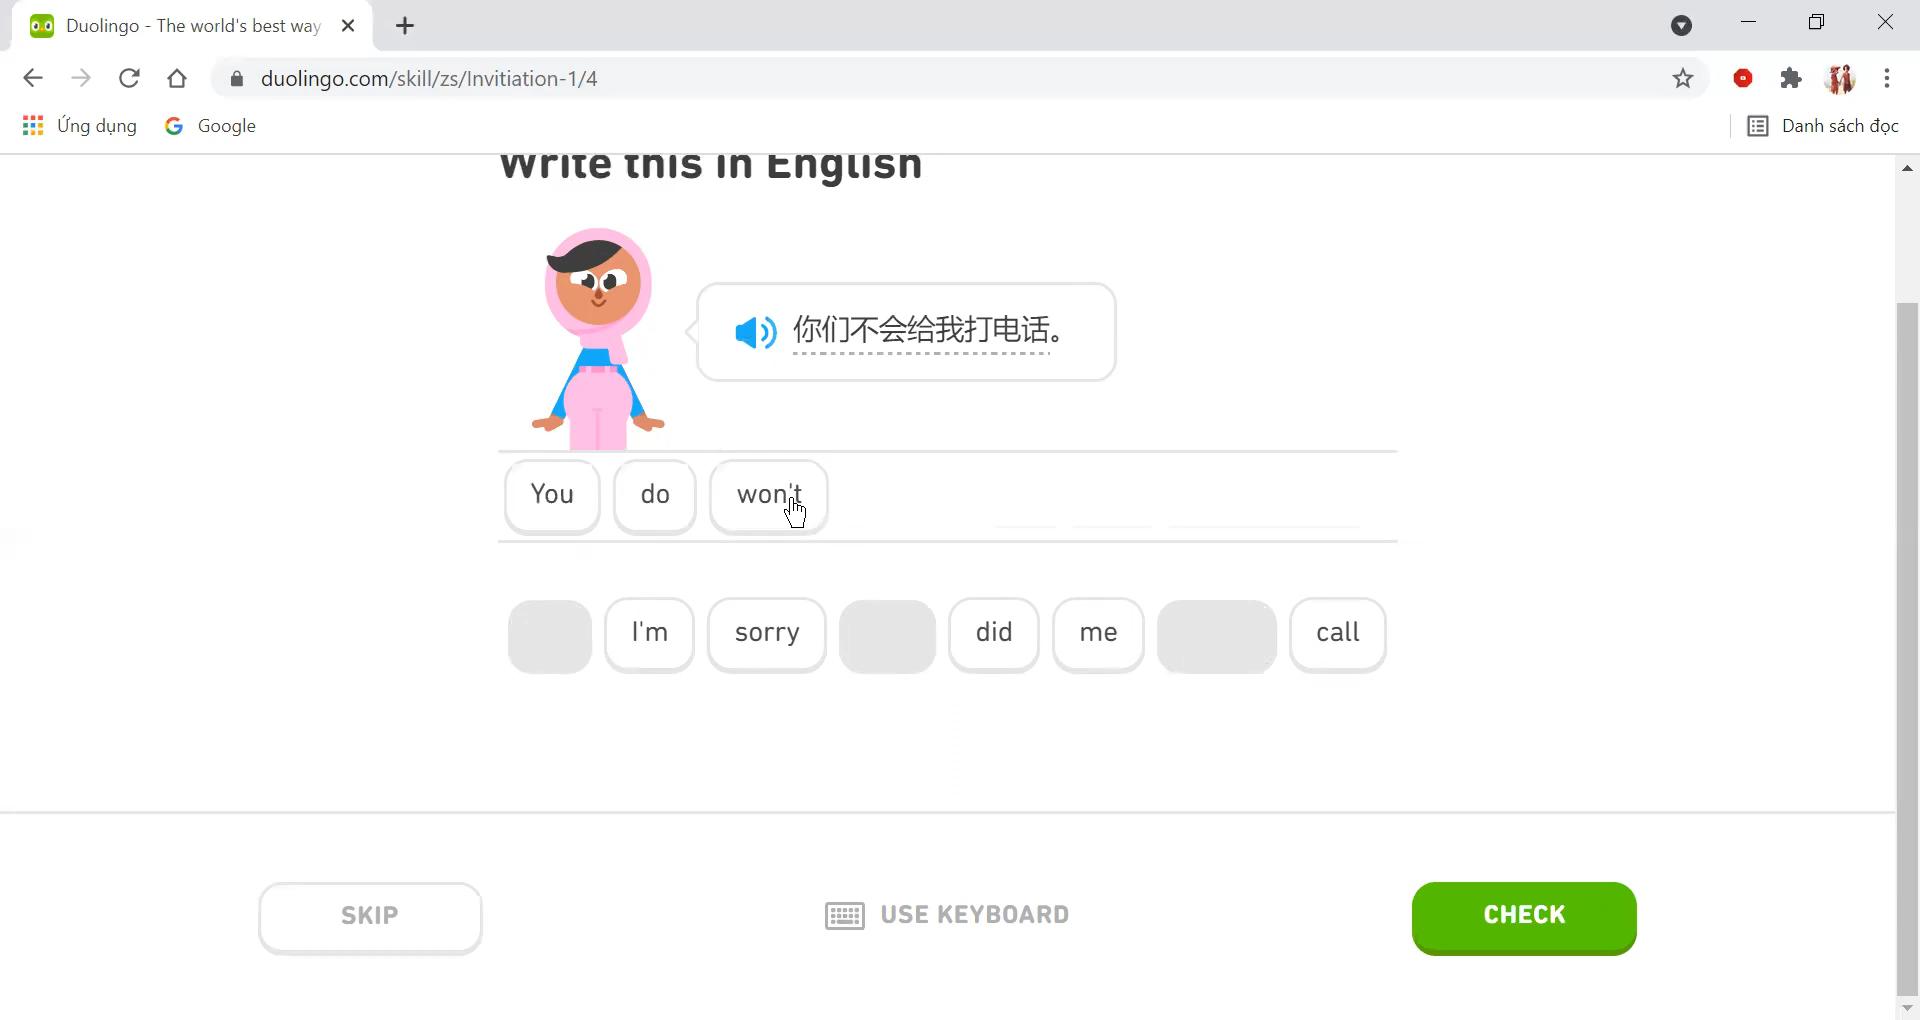 Duolingo - The world's best way
duolingo.com/skill/zs/Invitiation-1/4
Ứng dụng Google Danh sách đọc
Write this in English
你们不会给我打电话。
You do won't
I'm sorry did me call
SKIP USE KEYBOARD CHECK